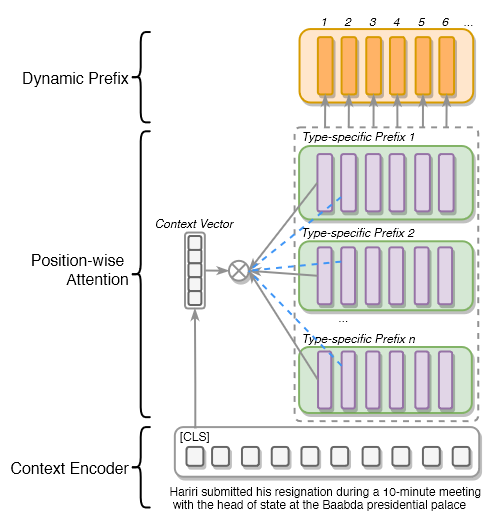 1 2 3 4 5 6 ...
Dynamic Prefix
Type-specific Prefix 1
Context Vector
Type-specific Prefix 2
Position-wise
Attention
...
Type-specific Prefix n
[CLS]
Context Encoder
Hariri submitted his resignation during a 10-minute meeting
with the head of state at the Baabda presidential palace